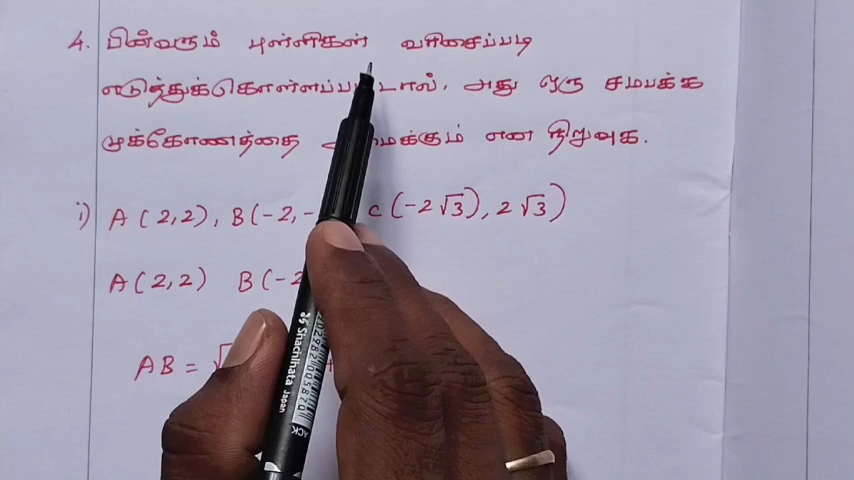 4. பின்வரும் புள்ளிகள் வரிசைப்படி
எடுத்துக்கொள்ளப்பட்டால், அது ஒரு சமபக்க
முக்கோணத்தை அமைக்கும் என நிறுவுக.
i) A(2,2), B(-2,- C(-2√3), 2√3)
A(2,2) B(-2
AB = √
Shachihata Japan